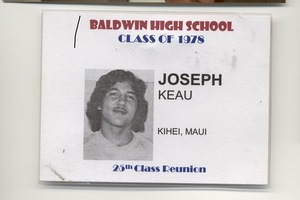 BALDWIN HIGH SCHOOL
CLASS OF 1978
JOSEPH
KEAU
KIHEI, MAUI
25th Class Reunion